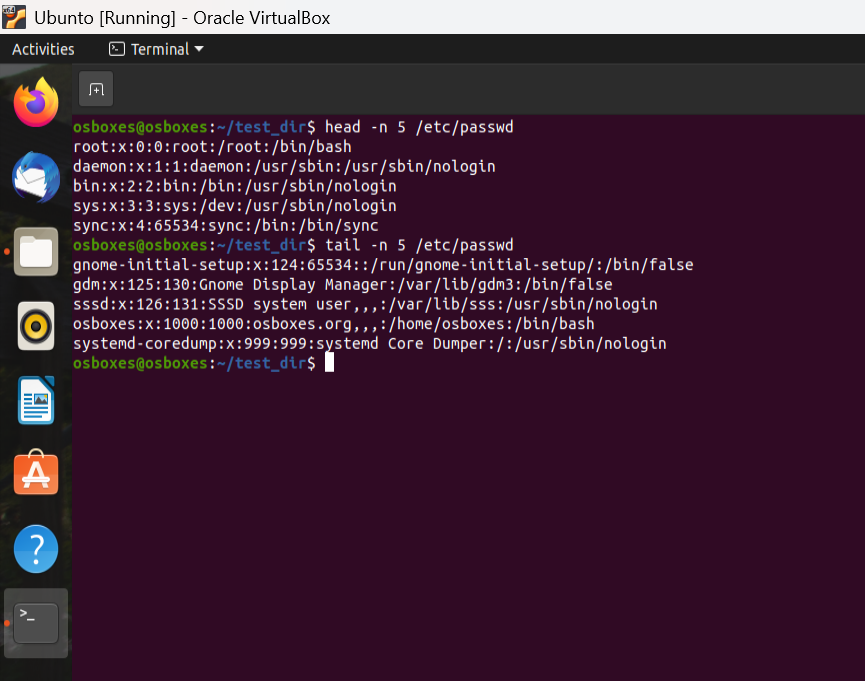 Ubunto [Running] - Oracle VirtualBox
Activities
Terminal
osboxes@osboxes:~/test_dir$ head -n 5 /etc/passwd
root:x:0:0:root:/root:/bin/bash
daemon:x:1:1:daemon:/usr/sbin:/usr/sbin/nologin
bin:x:2:2:bin:/bin:/usr/sbin/nologin
sys:x:3:3:sys:/dev:/usr/sbin/nologin
sync:x:4:65534:sync:/bin:/bin/sync
osboxes@osboxes:~/test_dir$ tail -n 5 /etc/passwd
gnome-initial-setup:x:124:65534::/run/gnome-initial-setup/:/bin/false
gdm:x:125:130:Gnome Display Manager:/var/lib/gdm3:/bin/false
sssd:x:126:131:SSSD system user,,,:/var/lib/sss:/usr/sbin/nologin
osboxes:x:1000:1000:osboxes.org,,,:/home/osboxes:/bin/bash
systemd-coredump:x:999:999:systemd Core Dumper:/:/usr/sbin/nologin
osboxes@osboxes:~/test_dir$